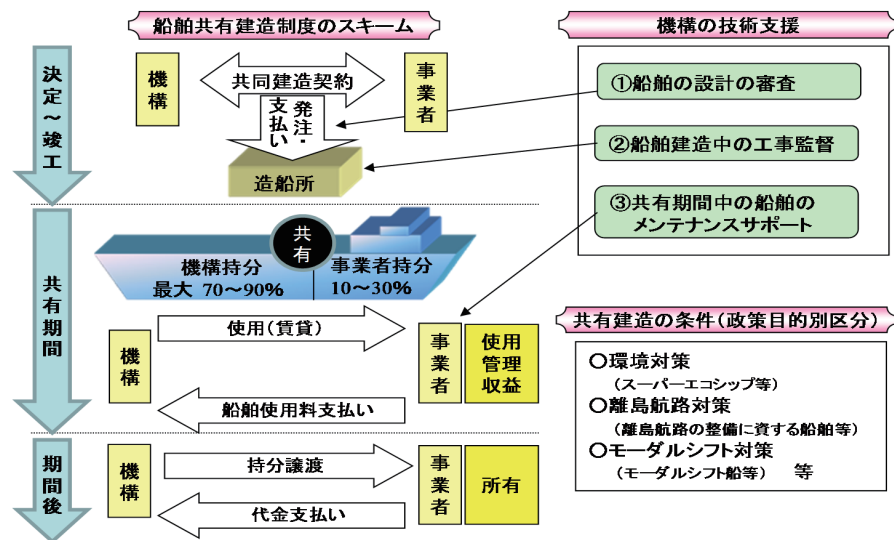 船舶共有建造制度のスキーム
決定～竣工
機構
共同建造契約
事業者
発注・
支払い
造船所
共有期間
共有
機構持分
最大 70～90%
事業者持分
10～30%
機構
使用(賃貸)
船舶使用料支払い
事業者
使用
管理
収益
期間後
機構
持分譲渡
代金支払い
事業者
所有
機構の技術支援
①船舶の設計の審査
②船舶建造中の工事監督
③共有期間中の船舶の
メンテナンスサポート
共有建造の条件(政策目的別区分)
○環境対策
(スーパーエコシップ等)
○離島航路対策
(離島航路の整備に資する船舶等)
○モーダルシフト対策
(モーダルシフト船等) 等